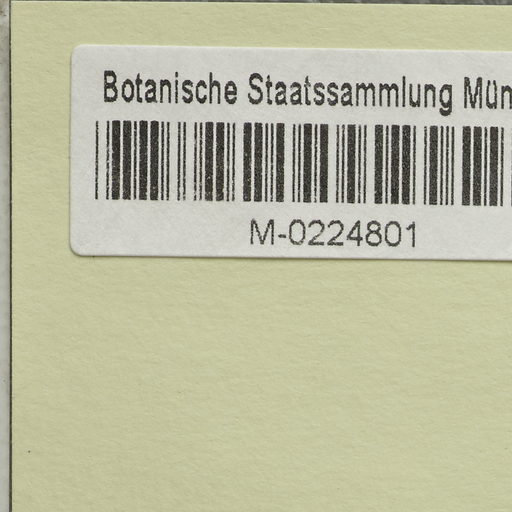 Botanische Staatssammlung Mün
M-0224801